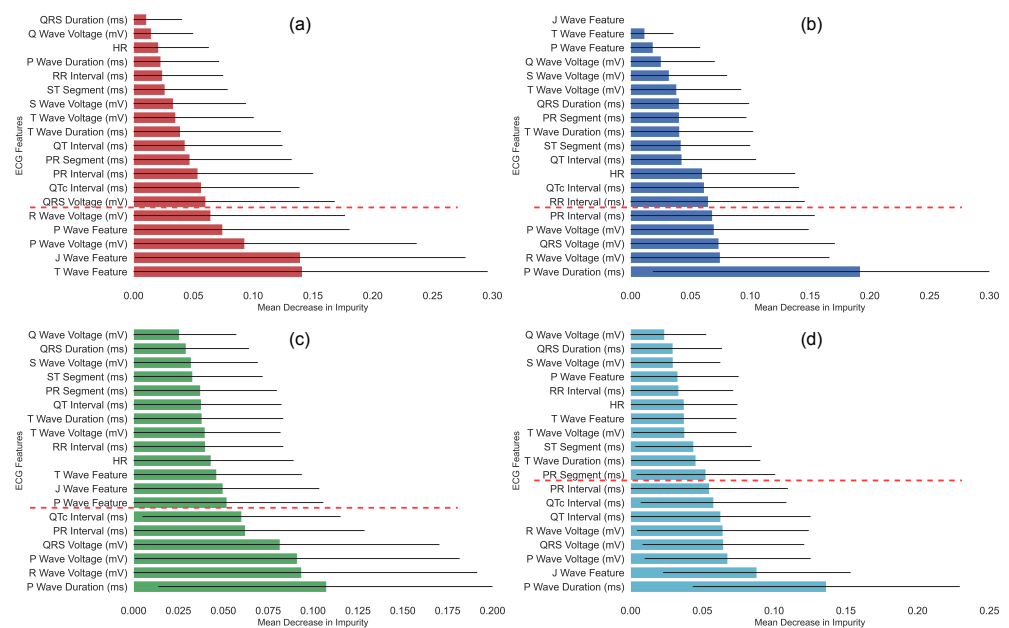 (a)
ECG Features
QRS Duration (ms)
Q Wave Voltage (mV)
HR
P Wave Duration (ms)
RR Interval (ms)
ST Segment (ms)
S Wave Voltage (mV)
T Wave Voltage (mV)
T Wave Duration (ms)
QT Interval (ms)
PR Segment (ms)
PR Interval (ms)
QTc Interval (ms)
QRS Voltage (mV)
R Wave Voltage (mV)
P Wave Feature
P Wave Voltage (mV)
J Wave Feature
T Wave Feature
0.00 0.05 0.10 0.15 0.20 0.25 0.30
Mean Decrease in Impurity
(b)
ECG Features
J Wave Feature
T Wave Feature
P Wave Feature
Q Wave Voltage (mV)
S Wave Voltage (mV)
T Wave Voltage (mV)
QRS Duration (ms)
PR Segment (ms)
T Wave Duration (ms)
ST Segment (ms)
QT Interval (ms)
HR
QTc Interval (ms)
RR Interval (ms)
PR Interval (ms)
P Wave Voltage (mV)
QRS Voltage (mV)
R Wave Voltage (mV)
P Wave Duration (ms)
0.00 0.05 0.10 0.15 0.20 0.25 0.30
Mean Decrease in Impurity
(c)
ECG Features
Q Wave Voltage (mV)
QRS Duration (ms)
S Wave Voltage (mV)
ST Segment (ms)
PR Segment (ms)
QT Interval (ms)
T Wave Duration (ms)
T Wave Voltage (mV)
RR Interval (ms)
HR
T Wave Feature
J Wave Feature
P Wave Feature
QTc Interval (ms)
PR Interval (ms)
QRS Voltage (mV)
P Wave Voltage (mV)
R Wave Voltage (mV)
P Wave Duration (ms)
0.000 0.025 0.050 0.075 0.100 0.125 0.150 0.175 0.200
Mean Decrease in Impurity
(d)
ECG Features
Q Wave Voltage (mV)
QRS Duration (ms)
S Wave Voltage (mV)
P Wave Feature
RR Interval (ms)
HR
T Wave Feature
T Wave Voltage (mV)
ST Segment (ms)
T Wave Duration (ms)
PR Segment (ms)
PR Interval (ms)
QTc Interval (ms)
QT Interval (ms)
R Wave Voltage (mV)
QRS Voltage (mV)
P Wave Voltage (mV)
J Wave Feature
P Wave Duration (ms)
0.00 0.05 0.10 0.15 0.20 0.25
Mean Decrease in Impurity